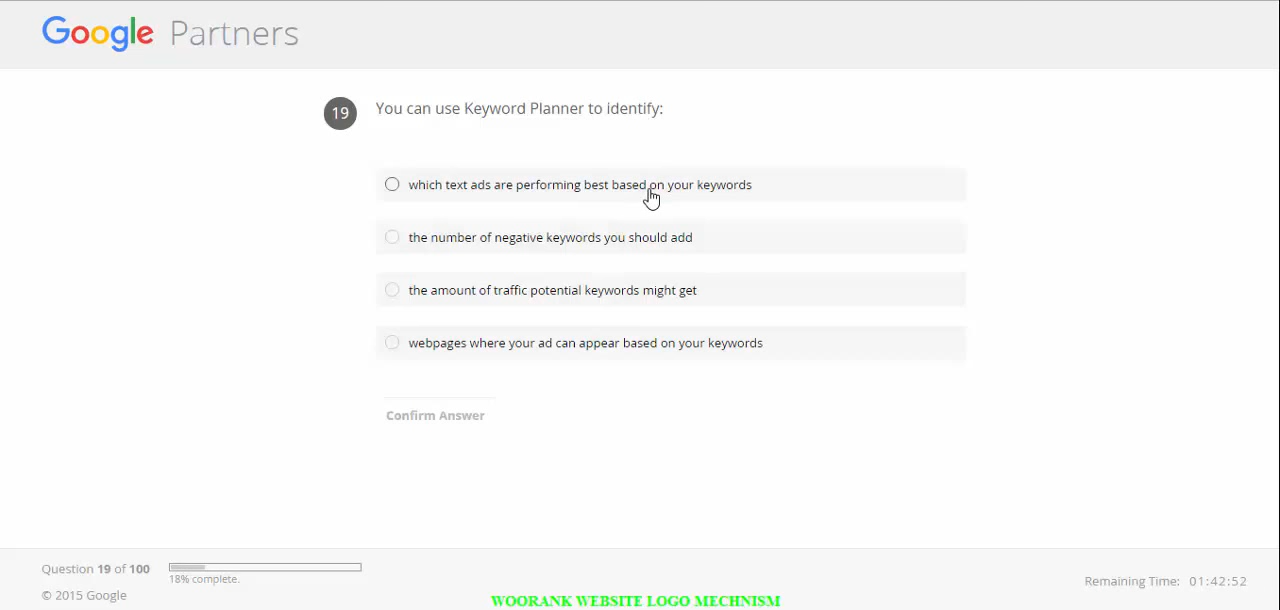 Google Partners
19 You can use Keyword Planner to identify:
which text ads are performing best based on your keywords
the number of negative keywords you should add
the amount of traffic potential keywords might get
webpages where your ad can appear based on your keywords
Confirm Answer
Question 19 of 100
18% complete.
Remaining Time: 01:42:52
© 2015 Google
WOORANK WEBSITE LOGO MECHNISM